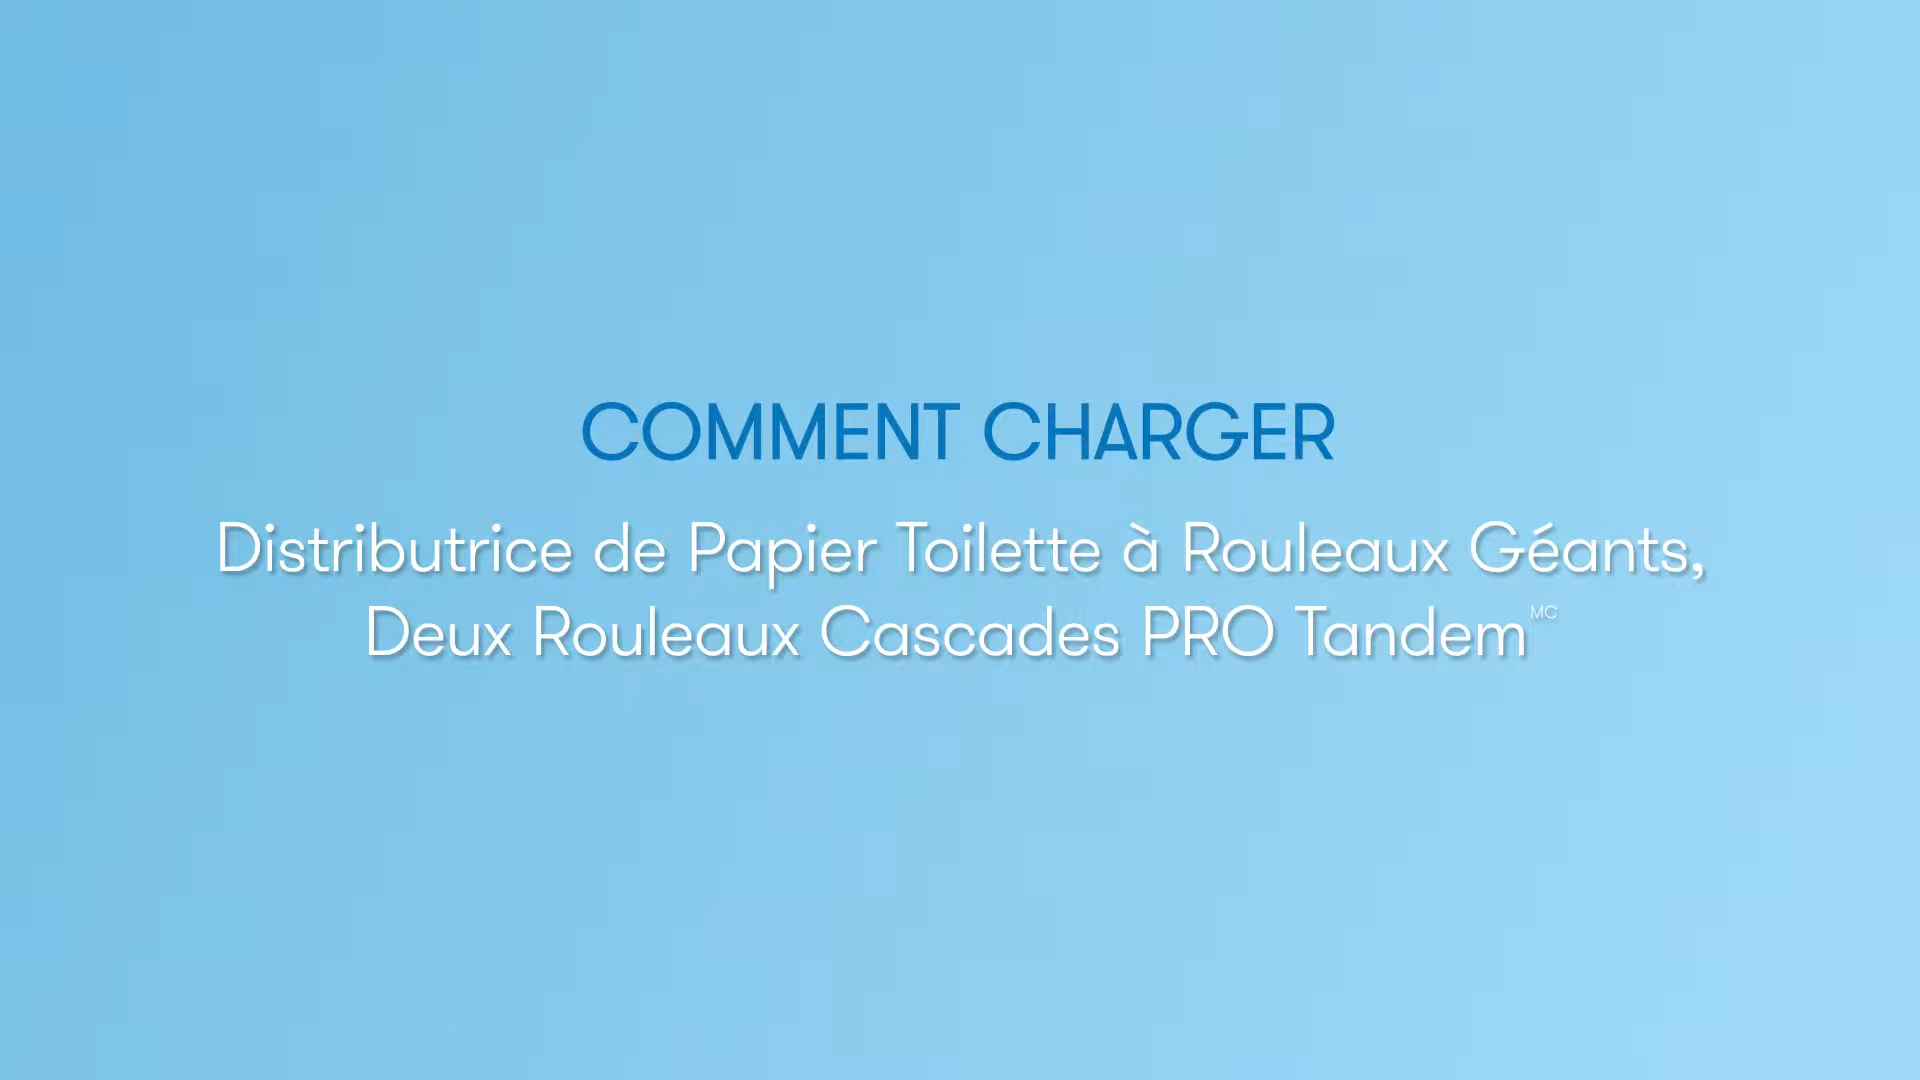 COMMENT CHARGER
Distributrice de Papier Toilette à Rouleaux Géants,
Deux Rouleaux Cascades PRO Tandem MC